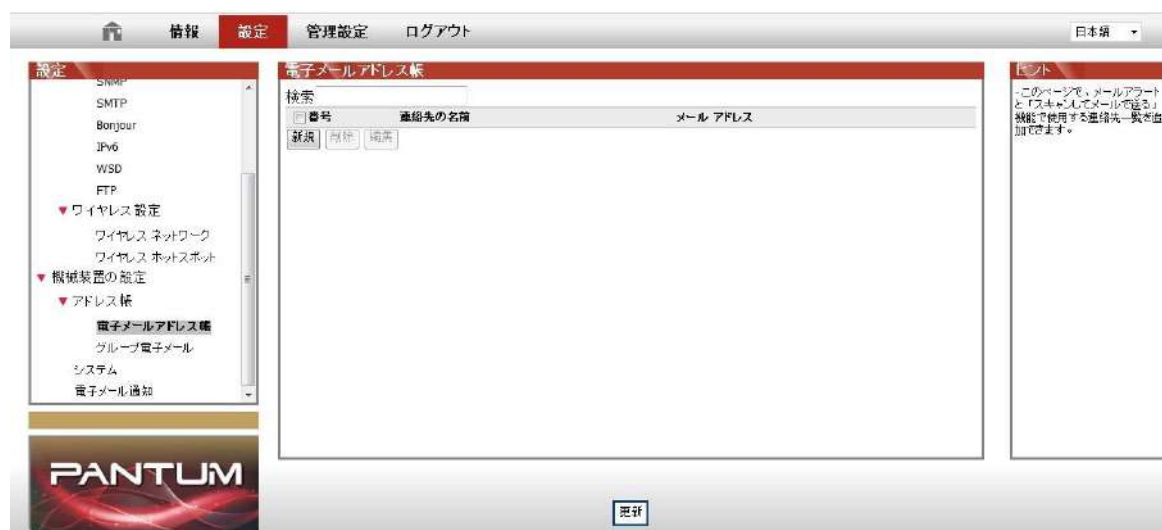 情報 設定 管理設定 ログアウト 日本語
設定
SNMP
SMTP
Bonjour
IPv6
WSD
FTP
ワイヤレス設定
ワイヤレス ネットワーク
ワイヤレス ホットスポット
機械装置の設定
アドレス帳
電子メールアドレス帳
グループ電子メール
システム
電子メール通知
PANTUM
電子メールアドレス帳
検索
番号 連絡先の名前 メール アドレス
新規 削除 編集
更新
ヒント
-このページで、メールアラート
と「スキャンしてメールで送る」
機能で使用する連絡先一覧を追
加できます。